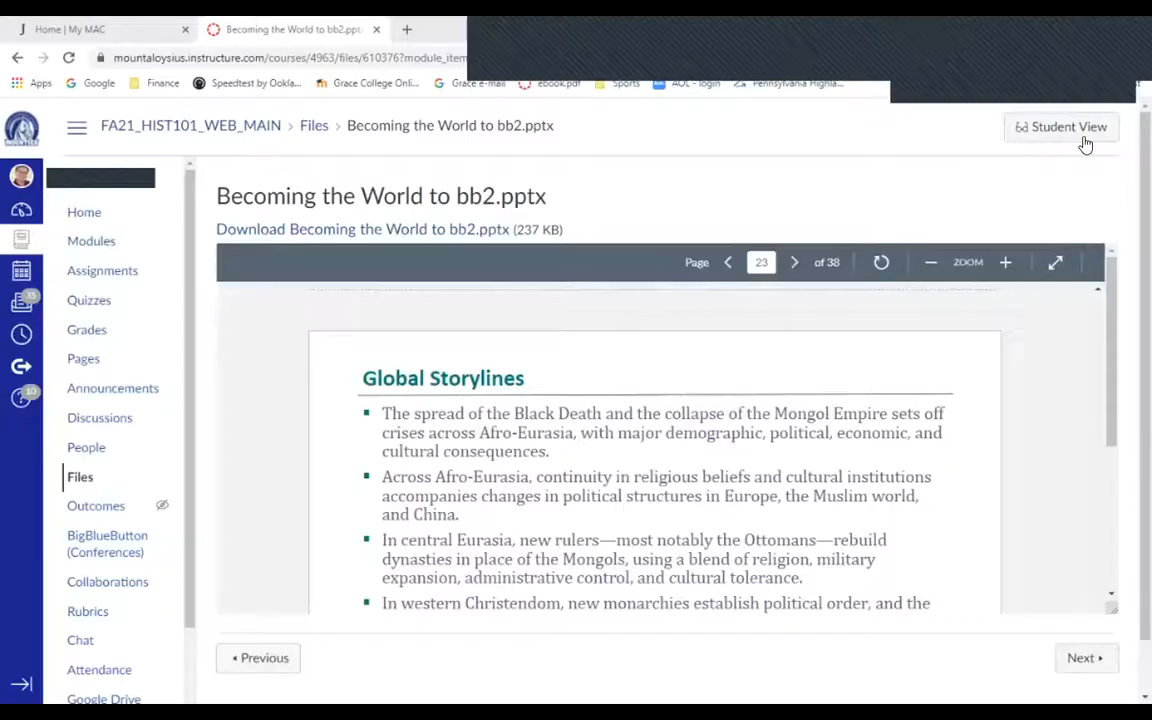 Home | My MAC
Becoming the World to bb2.ppt
mountaloysius.instructure.com/courses/4963/files/610376?module_item
Apps Google Finance Speedtest by Ookla... Grace College Onli... Grace e-mail ebook.pdf Sports AOL - login Pennsylvania Highla...
FA21_HIST101_WEB_MAIN > Files > Becoming the World to bb2.pptx
Student View
Home
Modules
Assignments
Quizzes
Grades
Pages
Announcements
Discussions
People
Files
Outcomes
BigBlueButton
(Conferences)
Collaborations
Rubrics
Chat
Attendance
Google Drive
35
10
Becoming the World to bb2.pptx
Download Becoming the World to bb2.pptx (237 KB)
Page 23 of 38 ZOOM
Global Storylines
The spread of the Black Death and the collapse of the Mongol Empire sets off
crises across Afro-Eurasia, with major demographic, political, economic, and
cultural consequences.
Across Afro-Eurasia, continuity in religious beliefs and cultural institutions
accompanies changes in political structures in Europe, the Muslim world,
and China.
In central Eurasia, new rulers—most notably the Ottomans—rebuild
dynasties in place of the Mongols, using a blend of religion, military
expansion, administrative control, and cultural tolerance.
In western Christendom, new monarchies establish political order, and the
Previous
Next